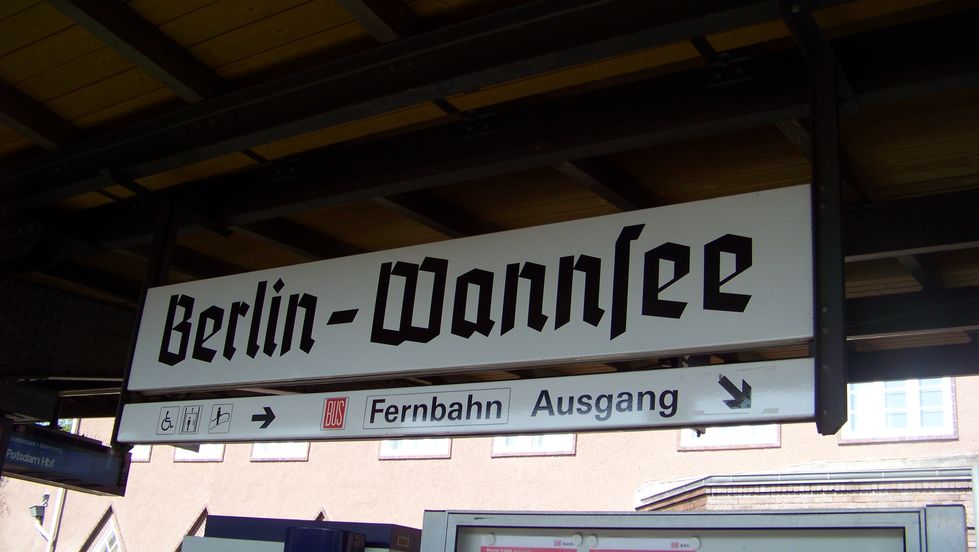 Berlin-Wannſee
BUS Fernbahn Ausgang
Potsdam Hbf